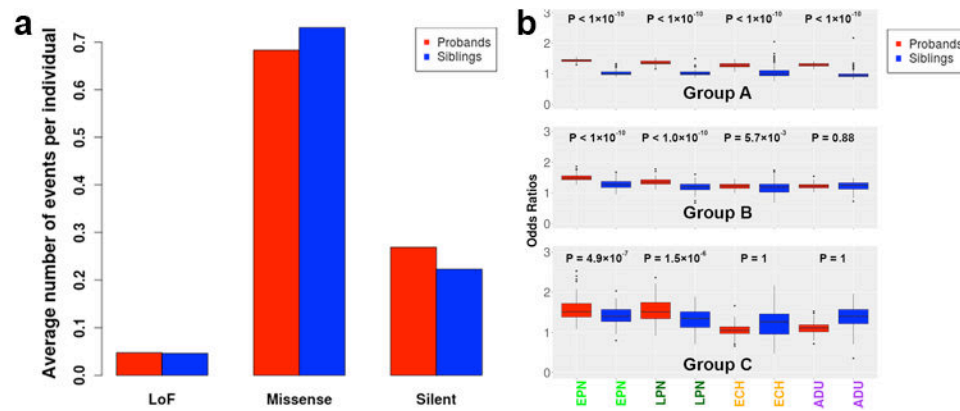 a
Average number of events per individual
0.0
0.1
0.2
0.3
0.4
0.5
0.6
0.7
Probands
Siblings
LoF Missense Silent
b
Odds Ratios
P < 1×10⁻¹⁰ P < 1×10⁻¹⁰ P < 1×10⁻¹⁰ P < 1×10⁻¹⁰
3
2
1
0
Group A
Probands
Siblings
P < 1×10⁻¹⁰ P < 1.0×10⁻¹⁰ P = 5.7×10⁻³ P = 0.88
3
2
1
0
Group B
P = 4.9×10⁻⁷ P = 1.5×10⁻⁶ P = 1 P = 1
3
2
1
0
Group C
EPN EPN LPN LPN ECH ECH ADU ADU